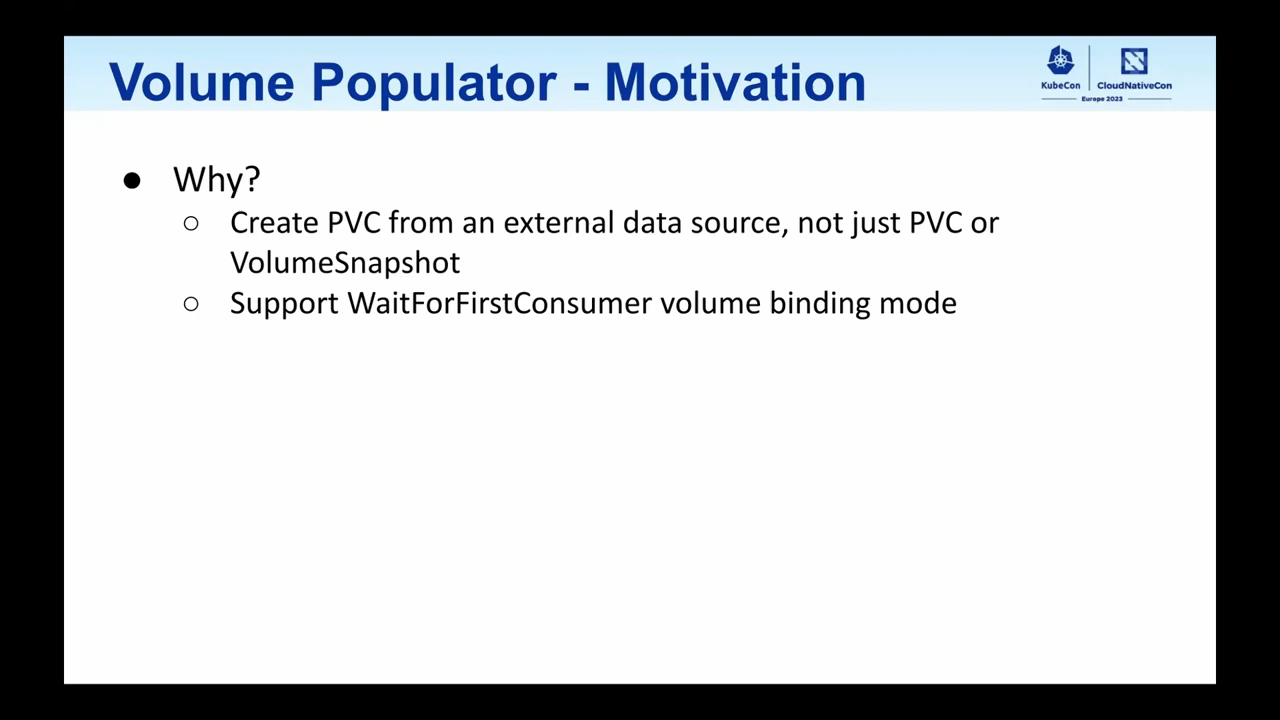 Volume Populator - Motivation
KubeCon
CloudNativeCon
Europe 2023
● Why?
○ Create PVC from an external data source, not just PVC or
VolumeSnapshot
○ Support WaitForFirstConsumer volume binding mode